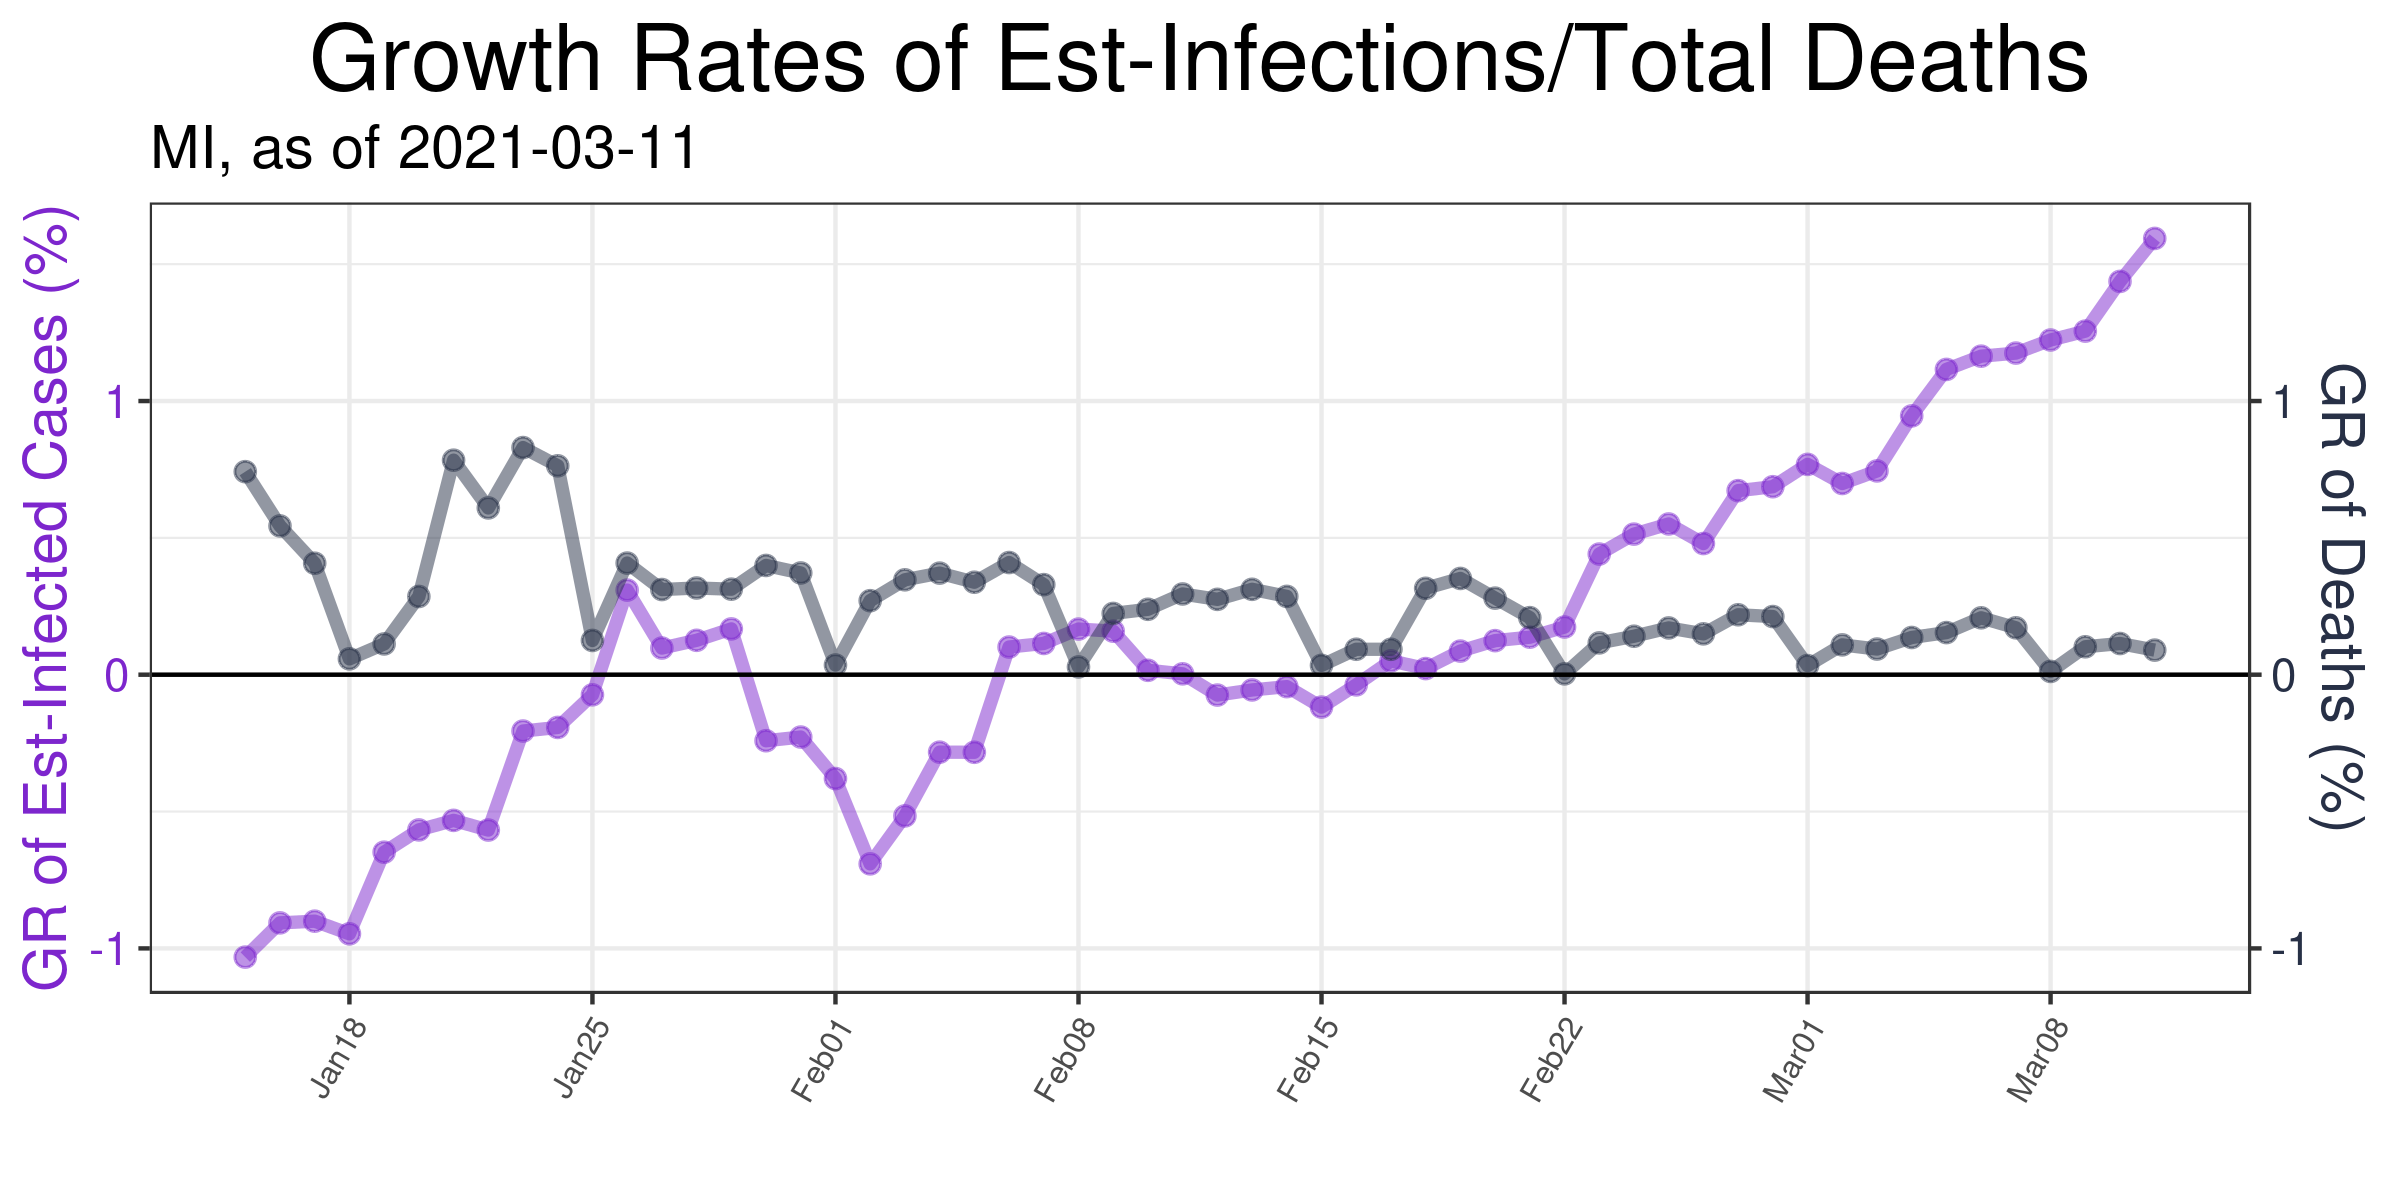 Growth Rates of Est-Infections/Total Deaths
MI, as of 2021-03-11
GR of Est-Infected Cases (%)
1
0
-1
1
0
-1
GR of Deaths (%)
Jan18
Jan25
Feb01
Feb08
Feb15
Feb22
Mar01
Mar08